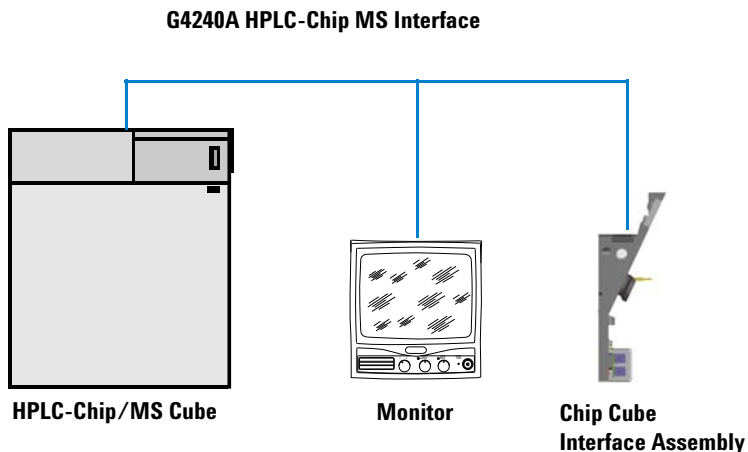 G4240A HPLC-Chip MS Interface
HPLC-Chip/MS Cube
Monitor
Chip Cube
Interface Assembly